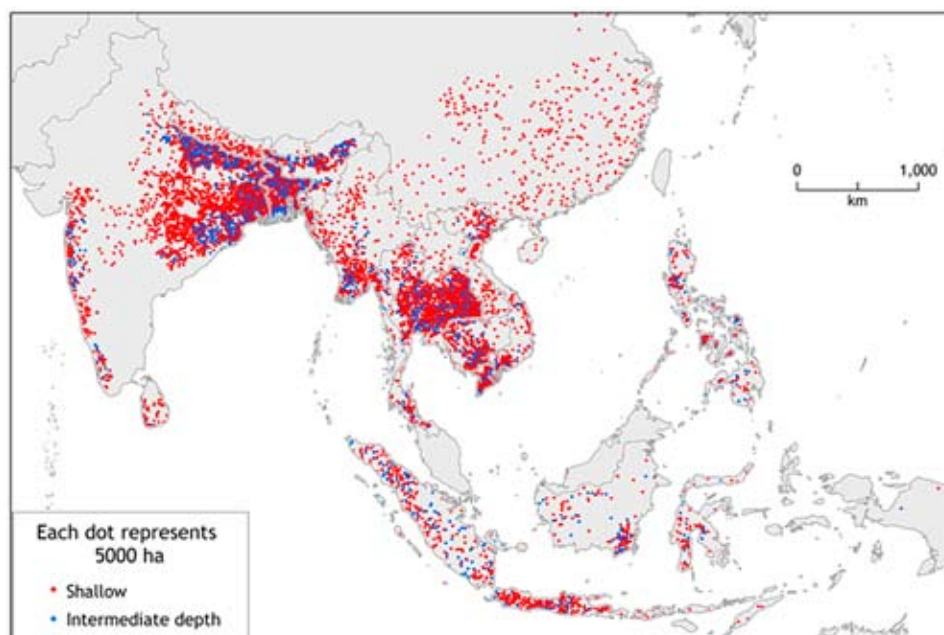 0 1,000
km
Each dot represents
5000 ha
Shallow
Intermediate depth